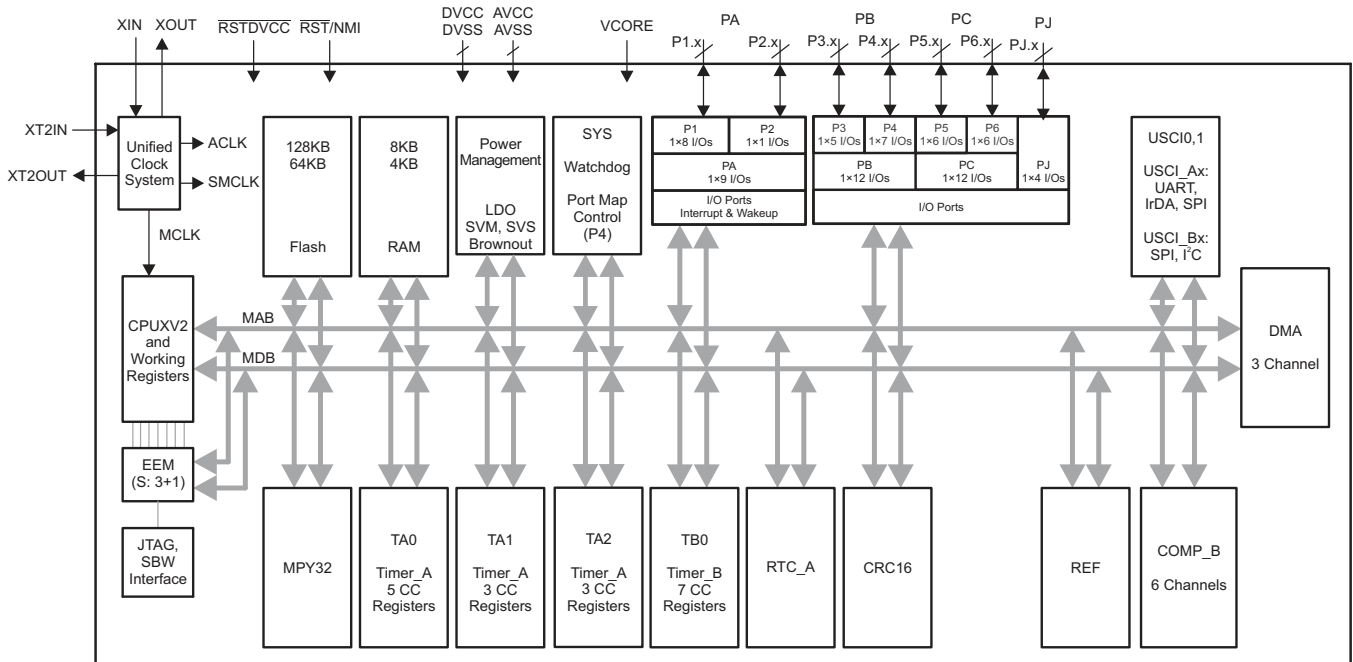 XIN XOUT RSTDVCC RST/NMI DVCC AVCC VCORE PA PB PC PJ
DVSS AVSS P1.x P2.x P3.x P4.x P5.x P6.x PJ.x
XT2IN
XT2OUT
Unified
Clock
System
ACLK
SMCLK
MCLK
128KB
64KB
Flash
8KB
4KB
RAM
Power
Management
LDO
SVM, SVS
Brownout
SYS
Watchdog
Port Map
Control
(P4)
P1
1×8 I/Os
P2
1×1 I/Os
PA
1×9 I/Os
I/O Ports
Interrupt & Wakeup
P3
1×5 I/Os
P4
1×7 I/Os
P5
1×6 I/Os
P6
1×6 I/Os
PB
1×12 I/Os
PC
1×12 I/Os
PJ
1×4 I/Os
I/O Ports
USCI0,1
USCI_Ax:
UART,
IrDA, SPI
USCI_Bx:
SPI, I²C
CPUXV2
and
Working
Registers
MAB
MDB
DMA
3 Channel
EEM
(S: 3+1)
JTAG,
SBW
Interface
MPY32
TA0
Timer_A
5 CC
Registers
TA1
Timer_A
3 CC
Registers
TA2
Timer_A
3 CC
Registers
TB0
Timer_B
7 CC
Registers
RTC_A
CRC16
REF
COMP_B
6 Channels